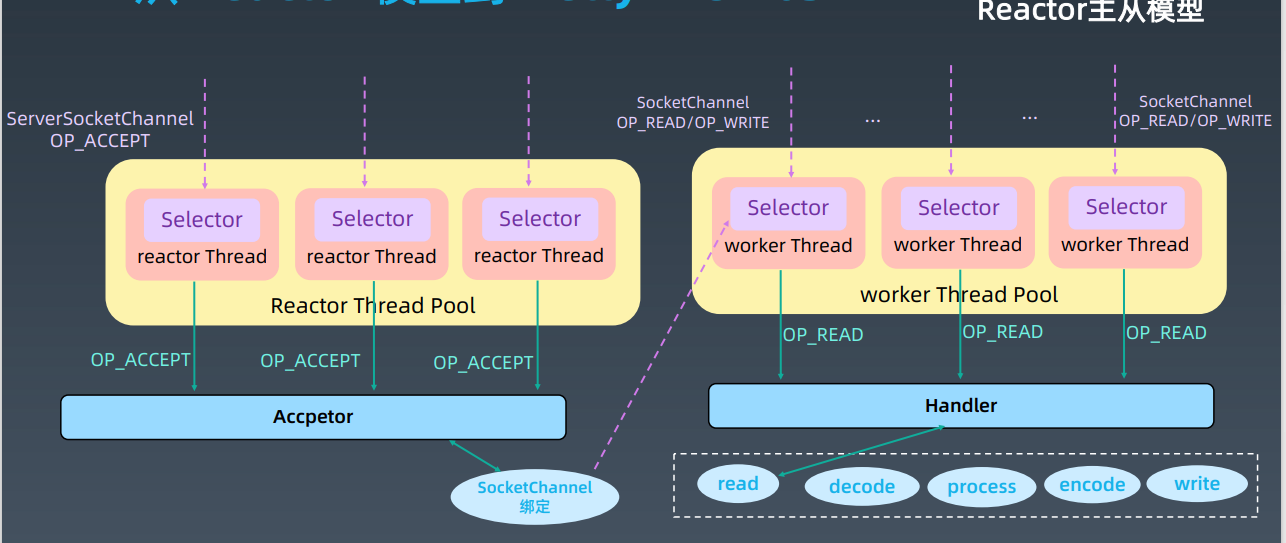 Reactor主从模型
ServerSocketChannel
OP_ACCEPT
SocketChannel
OP_READ/OP_WRITE
...
...
SocketChannel
OP_READ/OP_WRITE
Selector
reactor Thread
Selector
reactor Thread
Selector
reactor Thread
Reactor Thread Pool
Selector
worker Thread
Selector
worker Thread
Selector
worker Thread
worker Thread Pool
OP_ACCEPT
OP_ACCEPT
OP_ACCEPT
OP_READ
OP_READ
OP_READ
Accpetor
Handler
SocketChannel
绑定
read
decode
process
encode
write